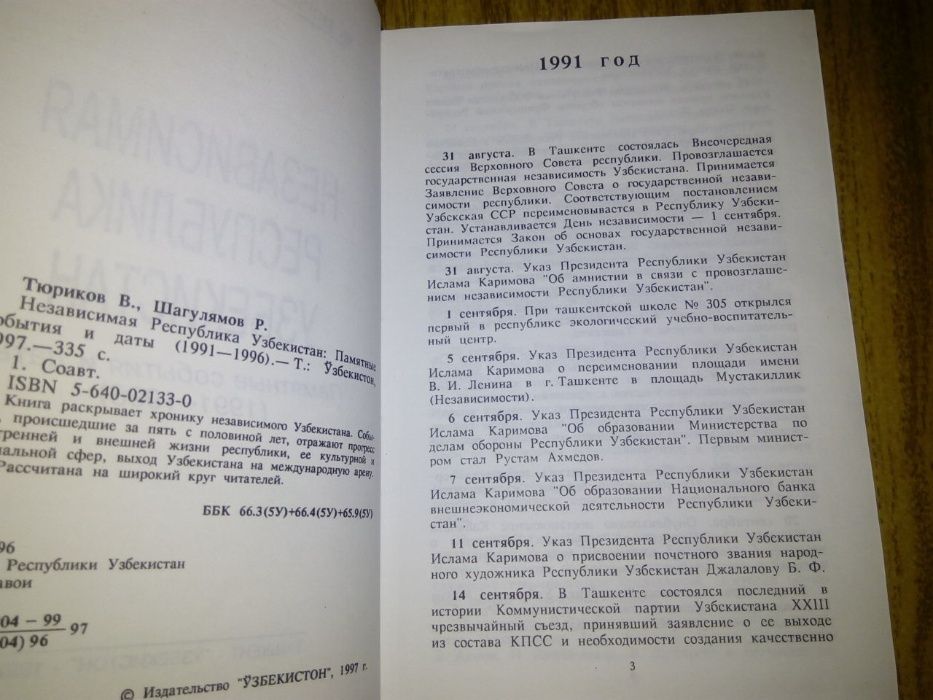 Тюриков В., Шагулямов Р.
Независимая Республика Узбекистан: Памятные
события и даты (1991—1996).— Т.: Ўзбекистон,
1997.—335 с.
1. Соавт.
ISBN 5-640-02133-0
Книга раскрывает хронику независимого Узбекистана. Собы-
происшедшие за пять с половиной лет, отражают прогресс
внешней жизни республики, ее культурной и
сфер, выход Узбекистана на международную арену.
Рассчитана на широкий круг читателей.
ББК 66.3(5У)+66.4(5У)+65.9(5У)
96
Республики Узбекистан
04 – 99
04) 96
97
© Издательство "ЎЗБЕКИСТОН", 1997 г.
1991 год
31 августа. В Ташкенте состоялась Внеочередная
сессия Верховного Совета республики. Провозглашается
государственная независимость Узбекистана. Принимается
Заявление Верховного Совета о государственной незави-
симости республики. Соответствующим постановлением
Узбекская ССР переименовывается в Республику Узбеки-
стан. Устанавливается День независимости — 1 сентября.
Принимается Закон об основах государственной незави-
симости Республики Узбекистан.
31 августа. Указ Президента Республики Узбекистан
Ислама Каримова "Об амнистии в связи с провозглаше-
нием независимости Республики Узбекистан".
1 сентября. При ташкентской школе № 305 открылся
первый в республике экологический учебно-воспитатель-
ный центр.
5 сентября. Указ Президента Республики Узбекистан
Ислама Каримова о переименовании площади имени
В. И. Ленина в г. Ташкенте в площадь Мустакиллик
(Независимости).
6 сентября. Указ Президента Республики Узбекистан
Ислама Каримова "Об образовании Министерства по
делам обороны Республики Узбекистан". Первым минист-
ром стал Рустам Ахмедов.
7 сентября. Указ Президента Республики Узбекистан
Ислама Каримова "Об образовании Национального банка
внешнеэкономической деятельности Республики Узбеки-
стан".
11 сентября. Указ Президента Республики Узбекистан
Ислама Каримова о присвоении почетного звания народ-
ного художника Республики Узбекистан Джалалову Б. Ф.
14 сентября. В Ташкенте состоялся последний в
истории Коммунистической партии Узбекистана XXIII
чрезвычайный съезд, принявший заявление о ее выходе
из состава КПСС и необходимости создания качественно
3